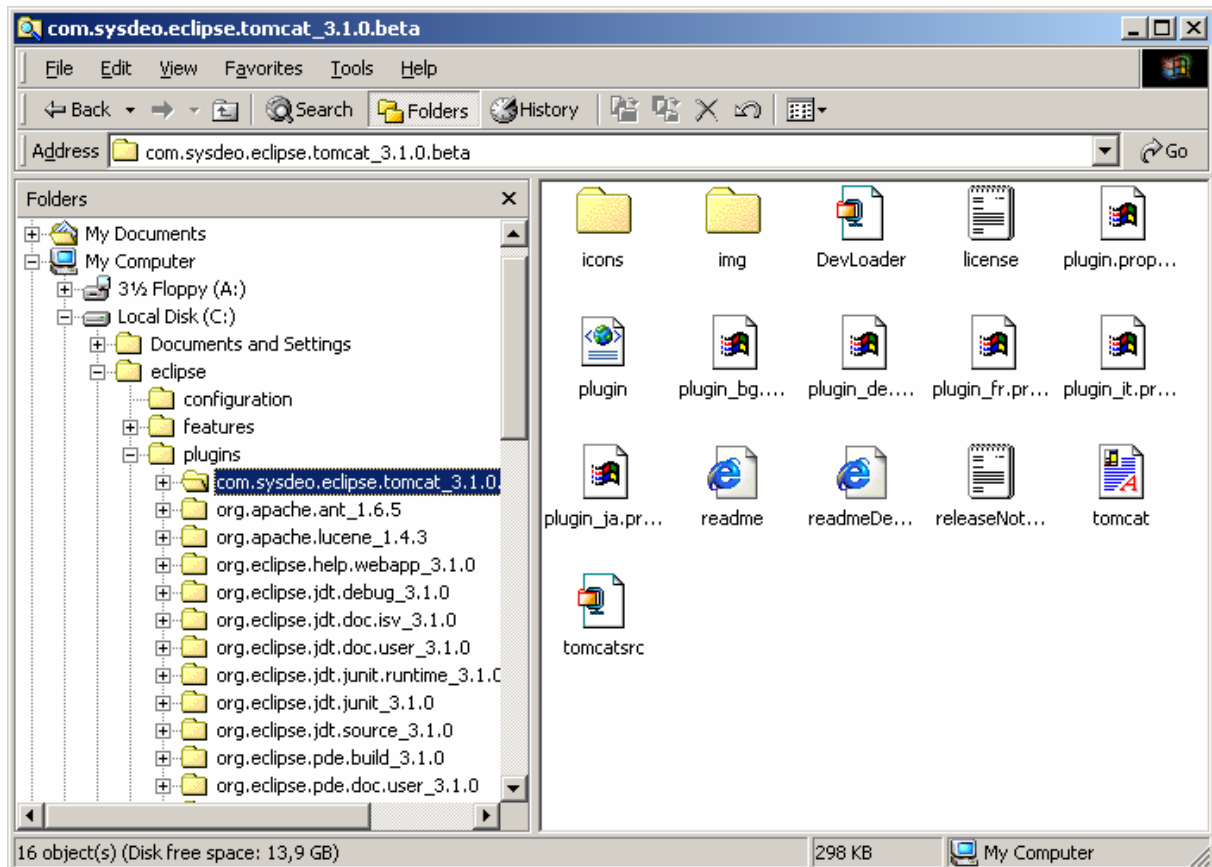 com.sysdeo.eclipse.tomcat_3.1.0.beta
File Edit View Favorites Tools Help
Back Search Folders History
Address com.sysdeo.eclipse.tomcat_3.1.0.beta Go
Folders
My Documents
My Computer
3½ Floppy (A:)
Local Disk (C:)
Documents and Settings
eclipse
configuration
features
plugins
com.sysdeo.eclipse.tomcat_3.1.0.
org.apache.ant_1.6.5
org.apache.lucene_1.4.3
org.eclipse.help.webapp_3.1.0
org.eclipse.jdt.debug_3.1.0
org.eclipse.jdt.doc.isv_3.1.0
org.eclipse.jdt.doc.user_3.1.0
org.eclipse.jdt.junit.runtime_3.1.0
org.eclipse.jdt.junit_3.1.0
org.eclipse.jdt.source_3.1.0
org.eclipse.pde.build_3.1.0
org.eclipse.pde.doc.user_3.1.0
icons img DevLoader license plugin.prop...
plugin plugin_bg.... plugin_de.... plugin_fr.pr... plugin_it.pr...
plugin_ja.pr... readme readmeDe... releaseNot... tomcat
tomcatsrc
16 object(s) (Disk free space: 13,9 GB) 298 KB My Computer